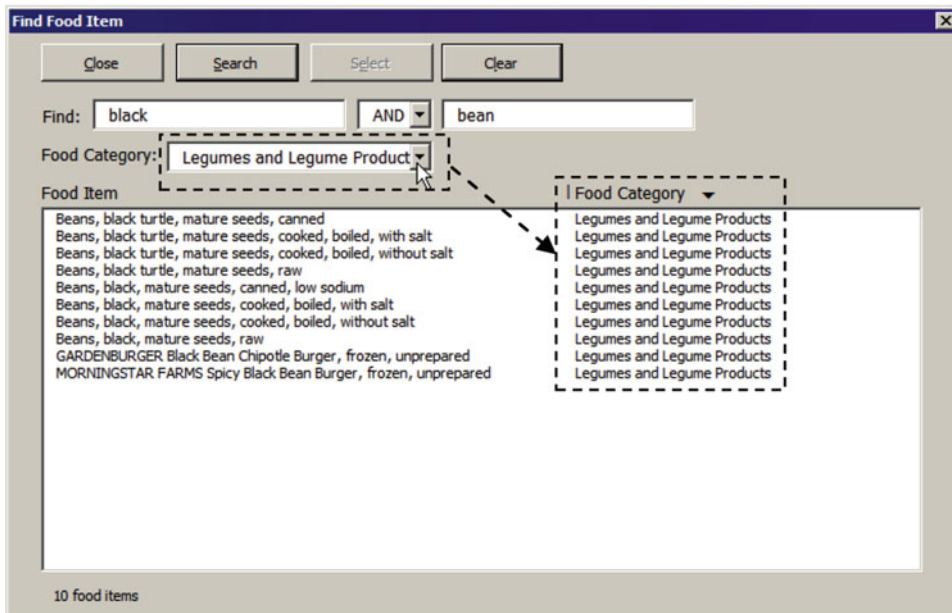 Find Food Item
Close Search Select Clear
Find: black AND bean
Food Category: Legumes and Legume Product
Food Item Food Category
Beans, black turtle, mature seeds, canned Legumes and Legume Products
Beans, black turtle, mature seeds, cooked, boiled, with salt Legumes and Legume Products
Beans, black turtle, mature seeds, cooked, boiled, without salt Legumes and Legume Products
Beans, black turtle, mature seeds, raw Legumes and Legume Products
Beans, black, mature seeds, canned, low sodium Legumes and Legume Products
Beans, black, mature seeds, cooked, boiled, with salt Legumes and Legume Products
Beans, black, mature seeds, cooked, boiled, without salt Legumes and Legume Products
Beans, black, mature seeds, raw Legumes and Legume Products
GARDENBURGER Black Bean Chipotle Burger, frozen, unprepared Legumes and Legume Products
MORNINGSTAR FARMS Spicy Black Bean Burger, frozen, unprepared Legumes and Legume Products
10 food items